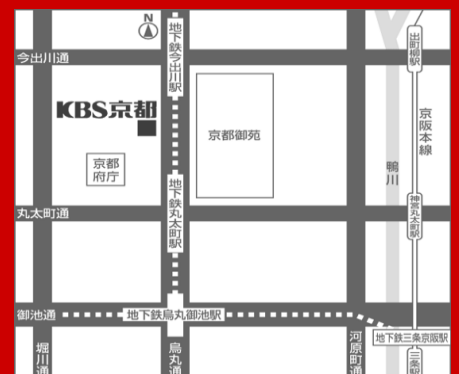 N
地下鉄今出川駅
出町柳駅
今出川通
KBS京都
京都御苑
京阪本線
京都
府庁
鴨川
地下鉄丸太町駅
神宮丸太町駅
丸太町通
御池通
地下鉄烏丸御池駅
地下鉄三条京阪駅
堀川通
烏丸通
河原町通
三条駅